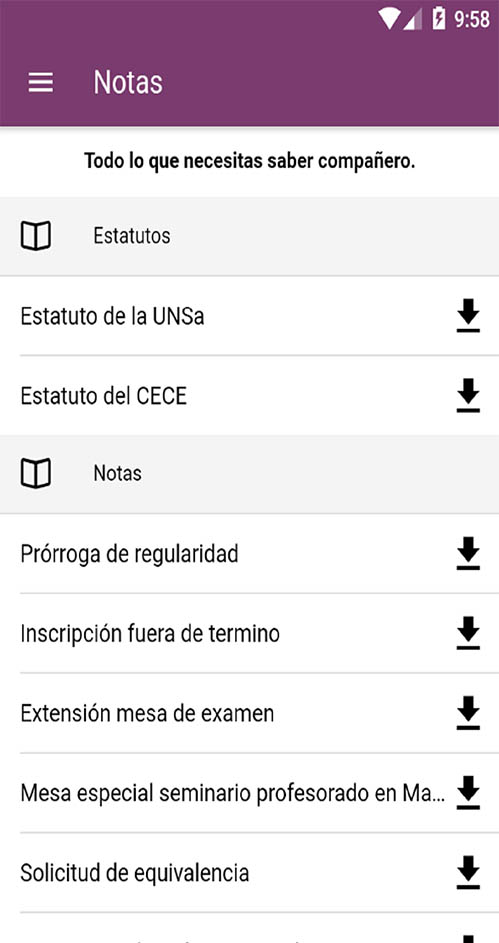 9:58
Notas
Todo lo que necesitas saber compañero.
Estatutos
Estatuto de la UNSa
Estatuto del CECE
Notas
Prórroga de regularidad
Inscripción fuera de termino
Extensión mesa de examen
Mesa especial seminario profesorado en Ma...
Solicitud de equivalencia